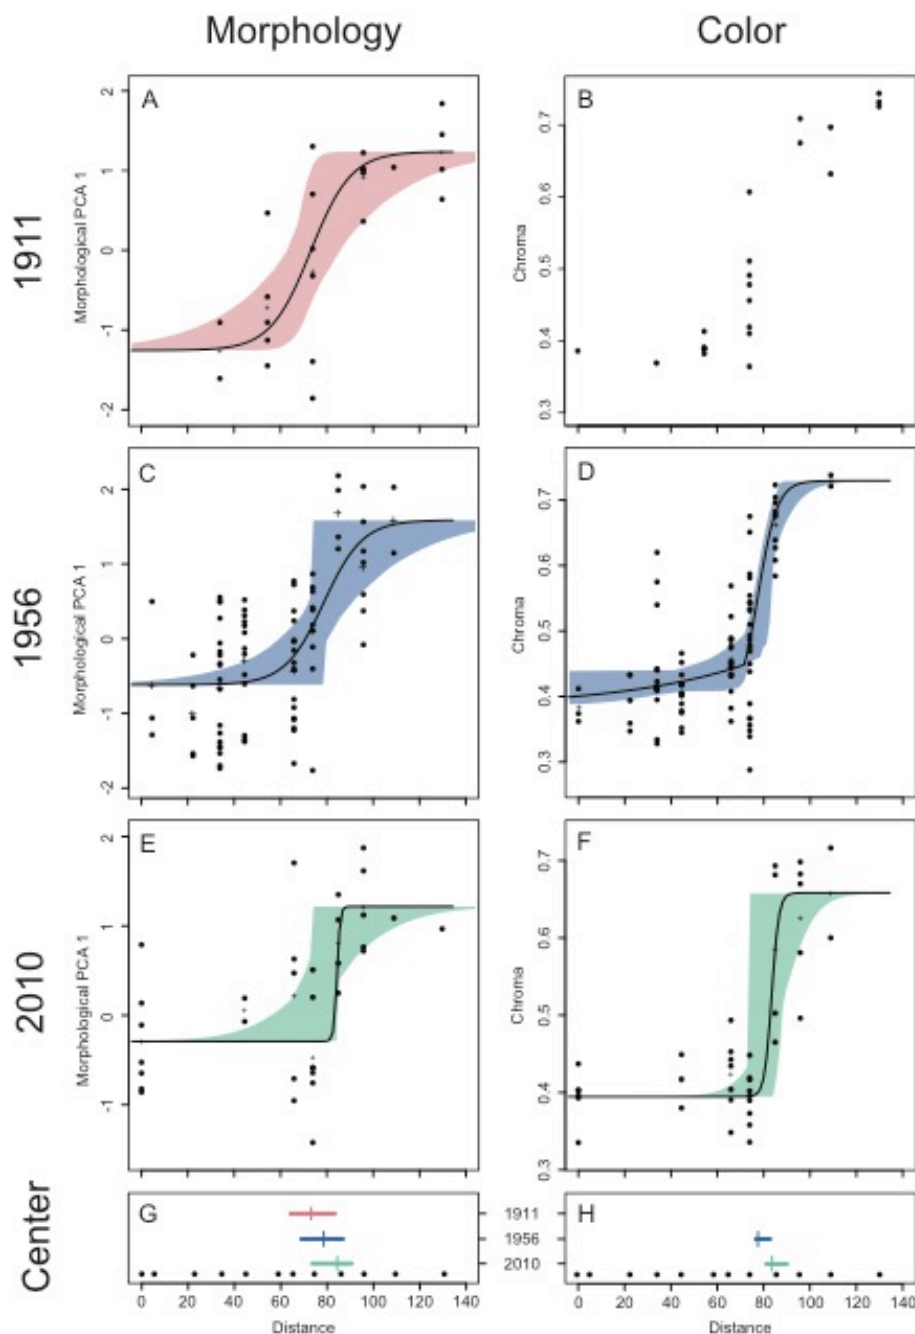 Morphology Color
1911
A
Morphological PCA 1
2
1
0
-1
-2
B
Chroma
0.7
0.6
0.5
0.4
0.3
1956
C
Morphological PCA 1
2
1
0
-1
-2
D
Chroma
0.7
0.6
0.5
0.4
0.3
2010
E
Morphological PCA 1
2
1
0
-1
F
Chroma
0.7
0.6
0.5
0.4
0.3
Center
G
1911
1956
2010
H
0 20 40 60 80 100 120 140
Distance
0 20 40 60 80 100 120 140
Distance